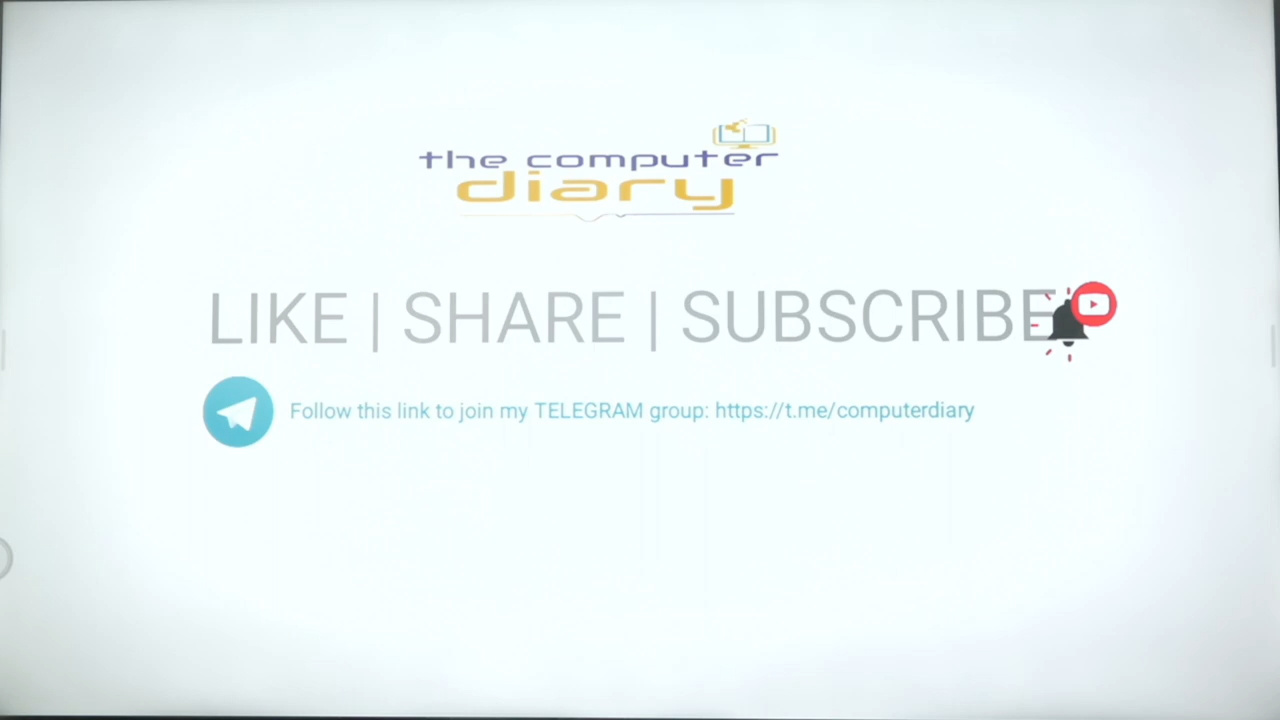 the computer
diary
LIKE | SHARE | SUBSCRIBE
Follow this link to join my TELEGRAM group: https://t.me/computerdiary